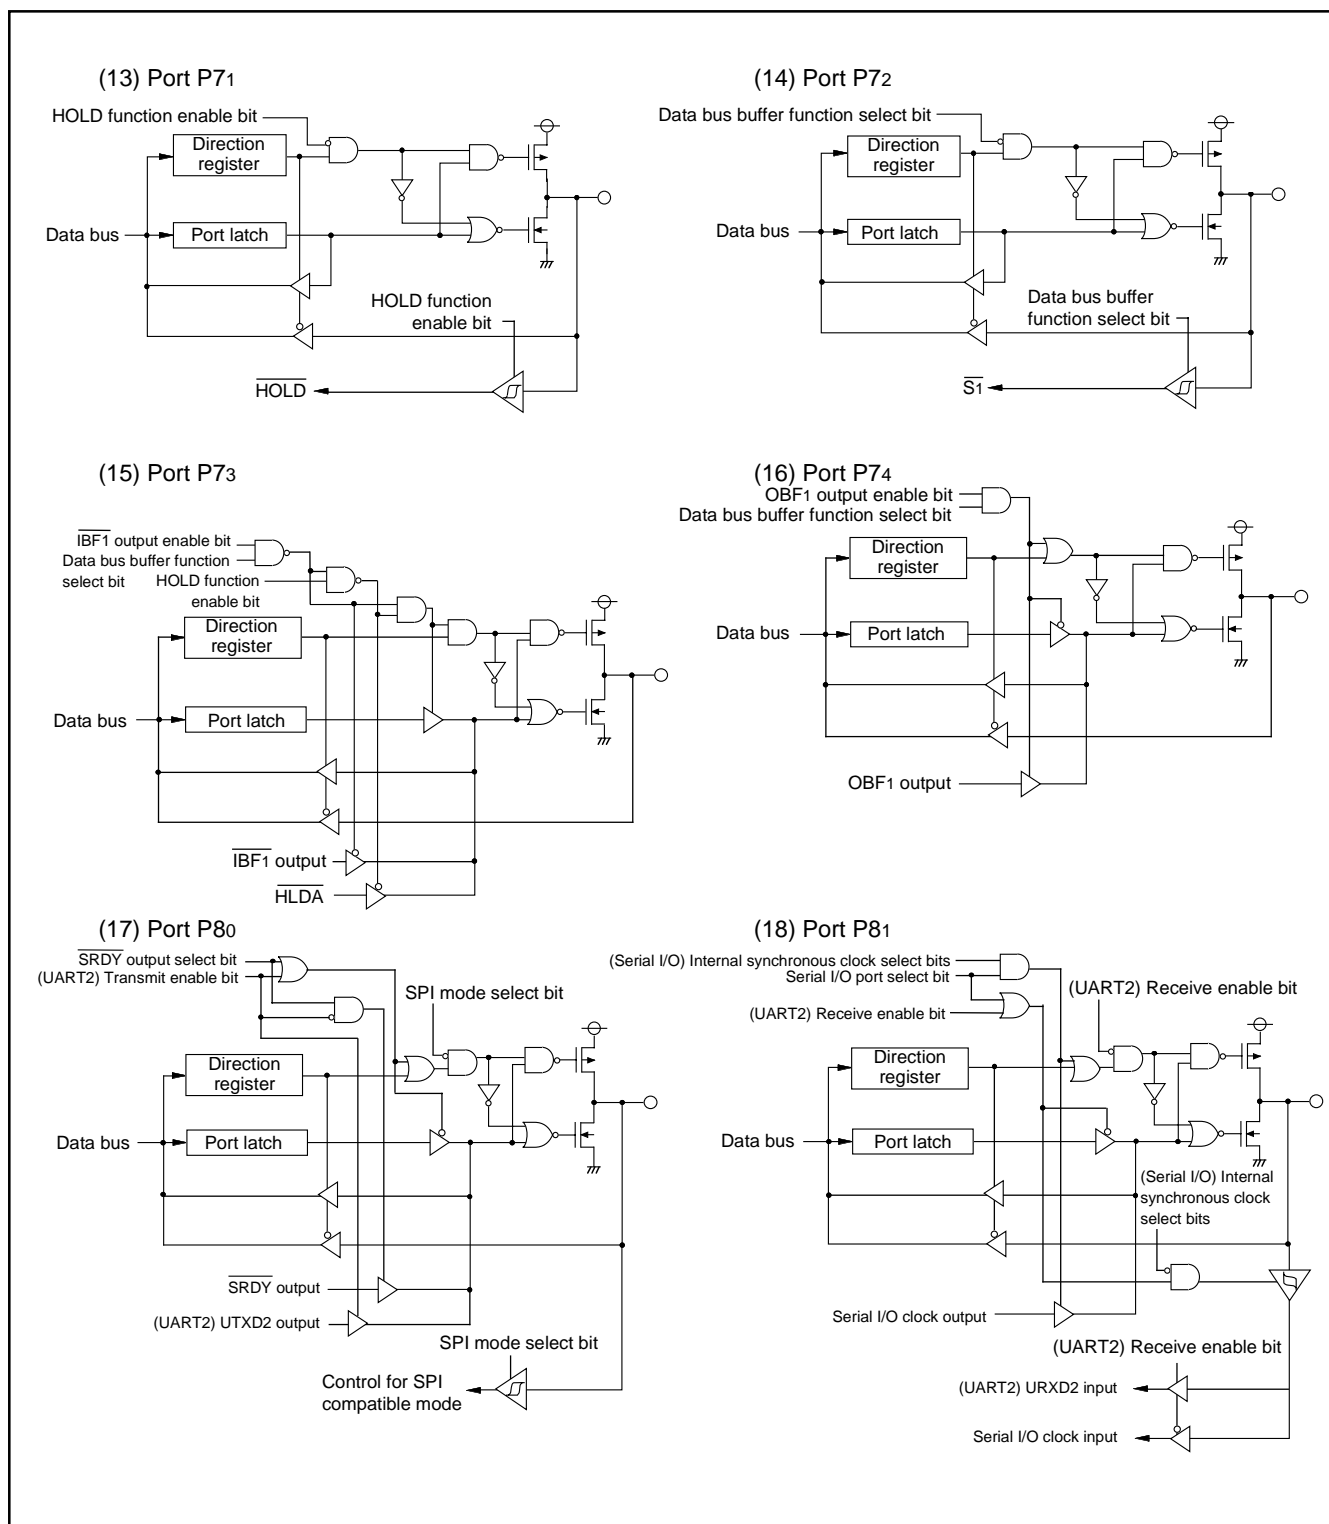 (13) Port P71
HOLD function enable bit
Direction
register
Data bus
Port latch
HOLD function
enable bit
HOLD
(14) Port P72
Data bus buffer function select bit
Direction
register
Data bus
Port latch
Data bus buffer
function select bit
S1
(15) Port P73
IBF1 output enable bit
Data bus buffer function
select bit
HOLD function
enable bit
Direction
register
Data bus
Port latch
IBF1 output
HLDA
(16) Port P74
OBF1 output enable bit
Data bus buffer function select bit
Direction
register
Data bus
Port latch
OBF1 output
(17) Port P80
SRDY output select bit
(UART2) Transmit enable bit
SPI mode select bit
Direction
register
Data bus
Port latch
SRDY output
(UART2) UTXD2 output
SPI mode select bit
Control for SPI
compatible mode
(18) Port P81
(Serial I/O) Internal synchronous clock select bits
Serial I/O port select bit
(UART2) Receive enable bit
(UART2) Receive enable bit
Direction
register
Data bus
Port latch
(Serial I/O) Internal
synchronous clock
select bits
Serial I/O clock output
(UART2) Receive enable bit
(UART2) URXD2 input
Serial I/O clock input